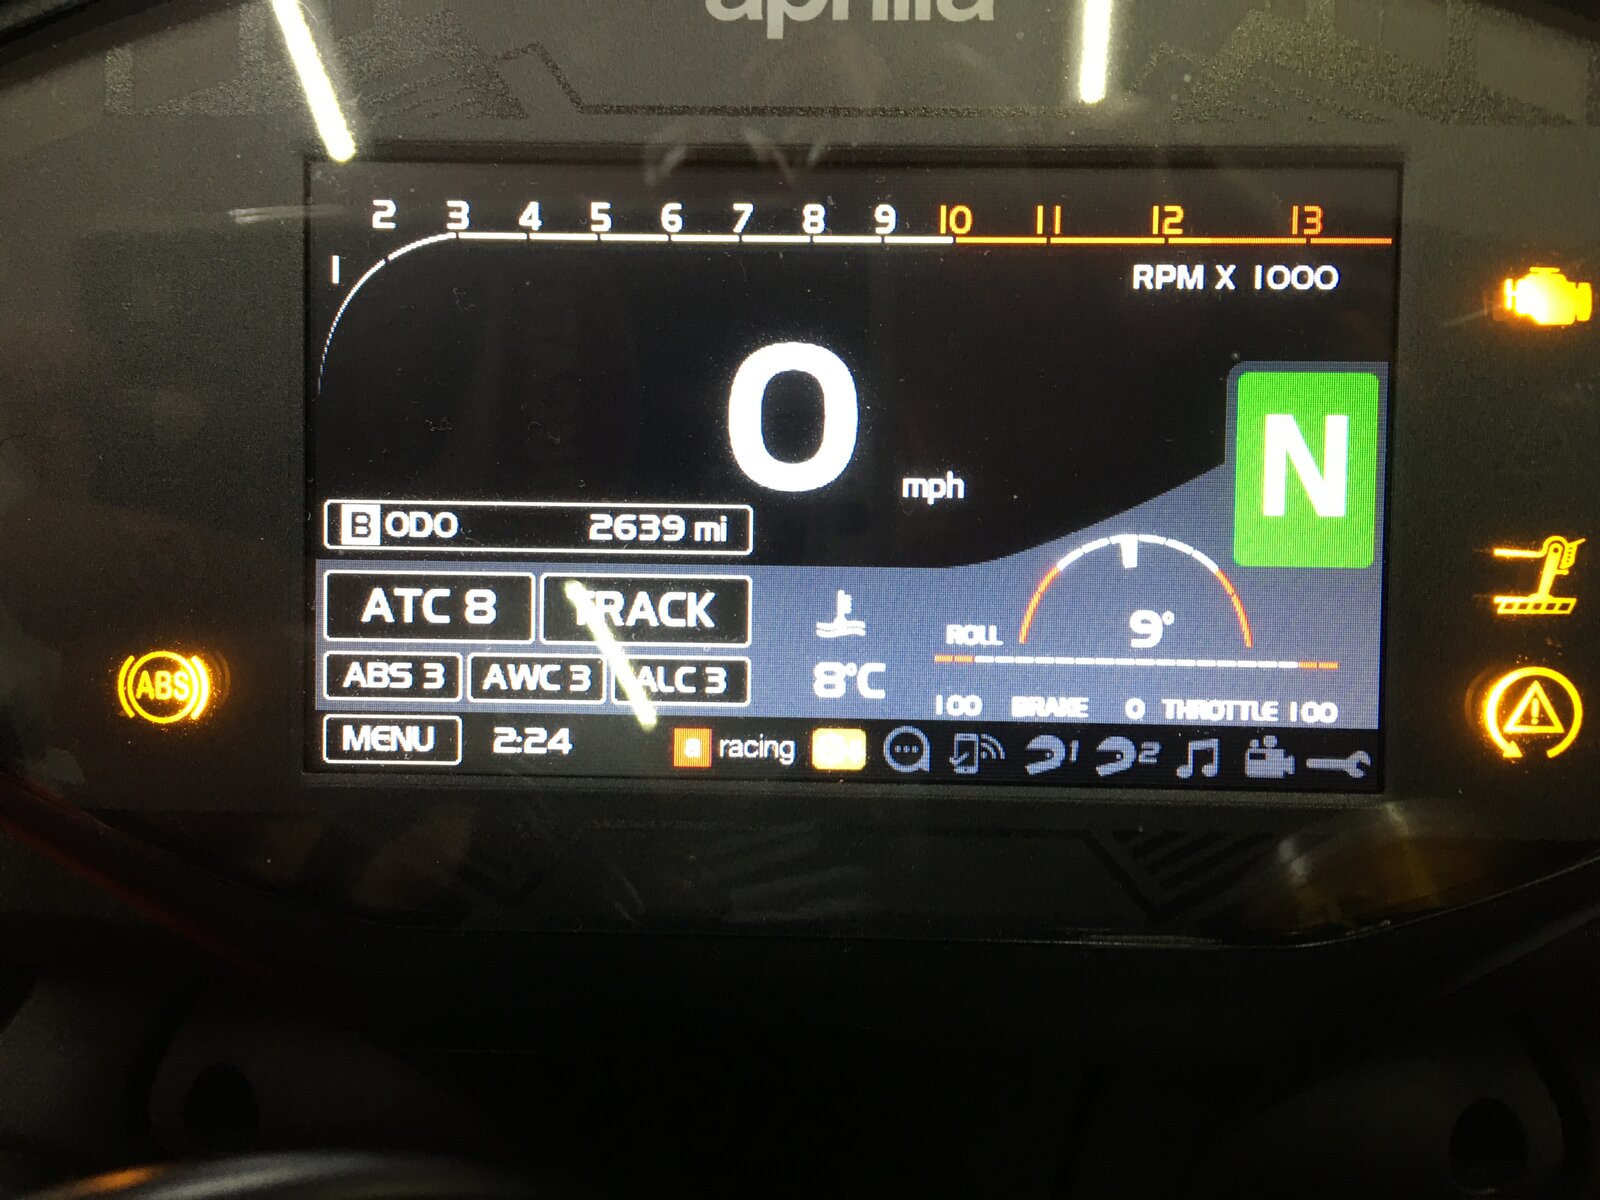 aprilia
1 2 3 4 5 6 7 8 9 10 11 12 13
RPM X 1000
0 mph
N
B ODO 2639 mi
ATC 8 TRACK
ABS 3 AWC 3 ALC 3
8°C
ROLL 9°
100 BRAKE 0 THROTTLE 100
ABS
MENU 2:24 a racing 1 2